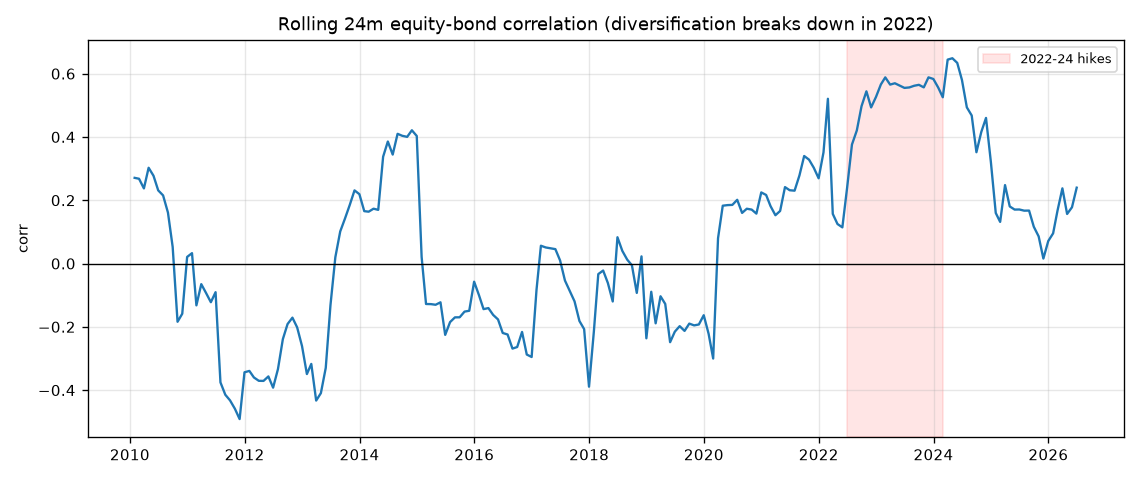 Rolling 24m equity-bond correlation (diversification breaks down in 2022)
2022-24 hikes
corr
0.6
0.4
0.2
0.0
−0.2
−0.4
2010 2012 2014 2016 2018 2020 2022 2024 2026